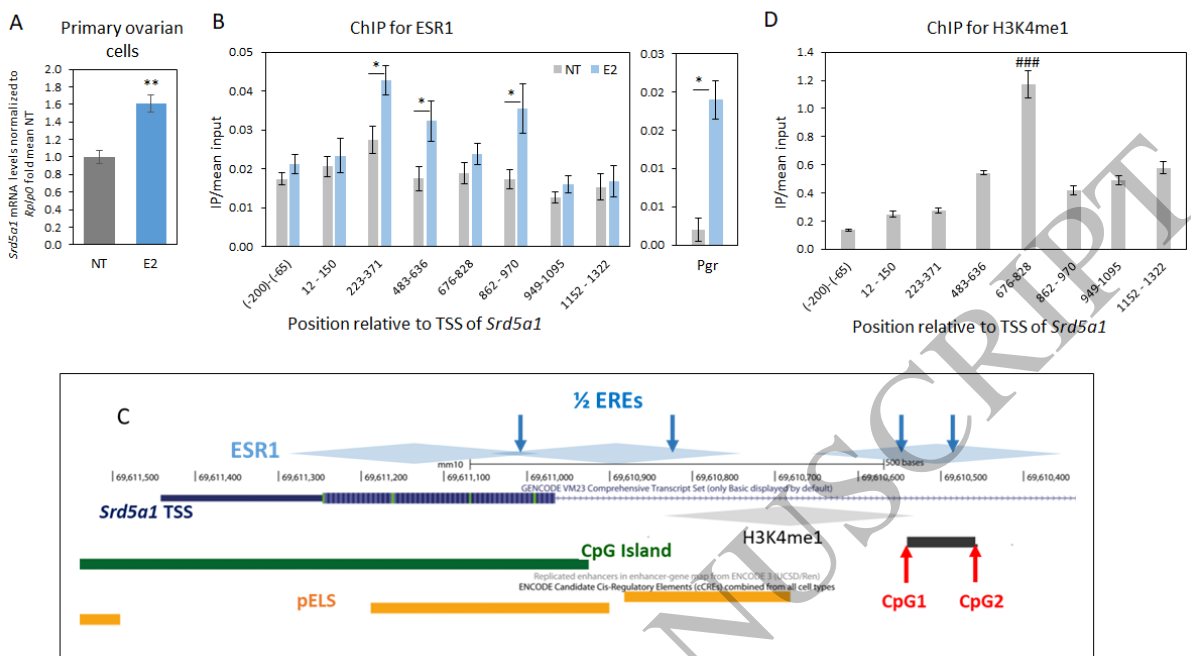 A
Primary ovarian
cells
Srd5a1 mRNA levels normalized to
Rplp0 fold mean NT
2.0
1.8
1.6
1.4
1.2
1.0
0.8
0.6
0.4
0.2
0.0
**
NT
E2
B
ChIP for ESR1
IP/mean input
0.05
0.04
0.03
0.02
0.01
0.00
NT
E2
*
*
*
(-200)-(-65)
12 - 150
223-371
483-636
676-828
862 - 970
949-1095
1152 - 1322
Position relative to TSS of Srd5a1
0.03
0.02
0.02
0.01
0.01
0.00
*
Pgr
D
ChIP for H3K4me1
IP/mean input
1.4
1.2
1.0
0.8
0.6
0.4
0.2
0.0
###
(-200)-(-65)
12 - 150
223-371
483-636
676-828
862 - 970
949-1095
1152 - 1322
Position relative to TSS of Srd5a1
C
½ EREs
ESR1
mm10
500 bases
69,611,500
69,611,400
69,611,300
69,611,200
69,611,100
69,611,000
69,610,900
69,610,800
69,610,700
69,610,600
69,610,500
69,610,400
GENCODE VM23 Comprehensive Transcript Set (only Basic displayed by default)
Srd5a1 TSS
H3K4me1
CpG Island
Replicated enhancers in enhancer-gene map from ENCODE 3 (UCSD/Ren)
ENCODE Candidate Cis-Regulatory Elements (cCREs) combined from all cell types
pELS
CpG1
CpG2
NUSCRIPT